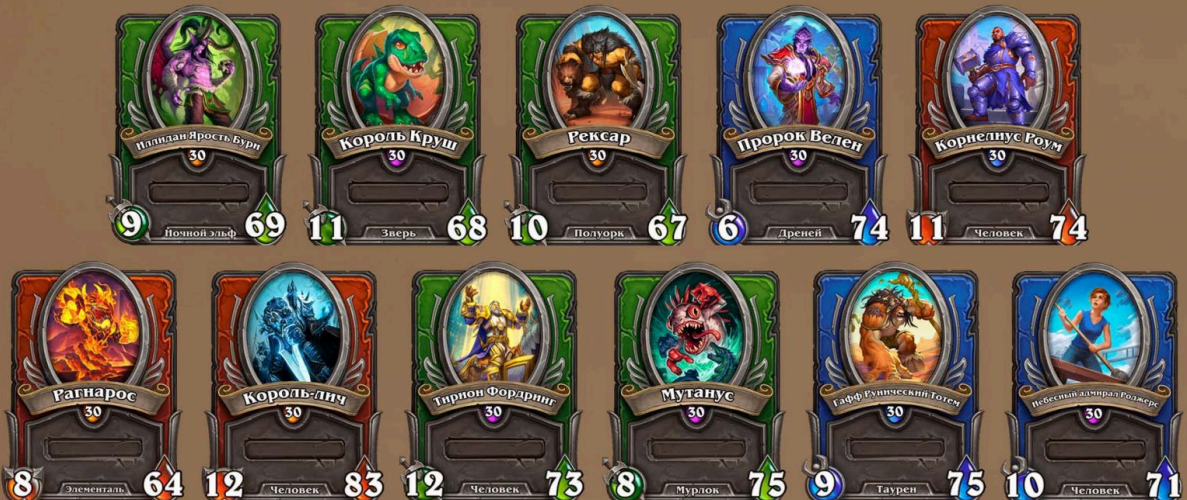 Иллидан Ярость Бури
30
9
Ночной эльф
69
Король Круш
30
11
Зверь
68
Рексар
30
10
Полуорк
67
Пророк Велен
30
6
Дреней
74
Корнелиус Роум
30
11
Человек
74
Рагнарос
30
8
Элементаль
64
Король-лич
30
12
Человек
83
Тирион Фордринг
30
12
Человек
73
Мутанус
30
8
Мурлок
75
Гафф Рунический Тотем
30
9
Таурен
75
Небесный адмирал Роджерс
30
10
Человек
71